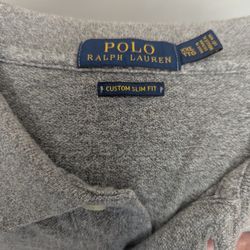 POLO
RALPH LAUREN
CUSTOM SLIM FIT